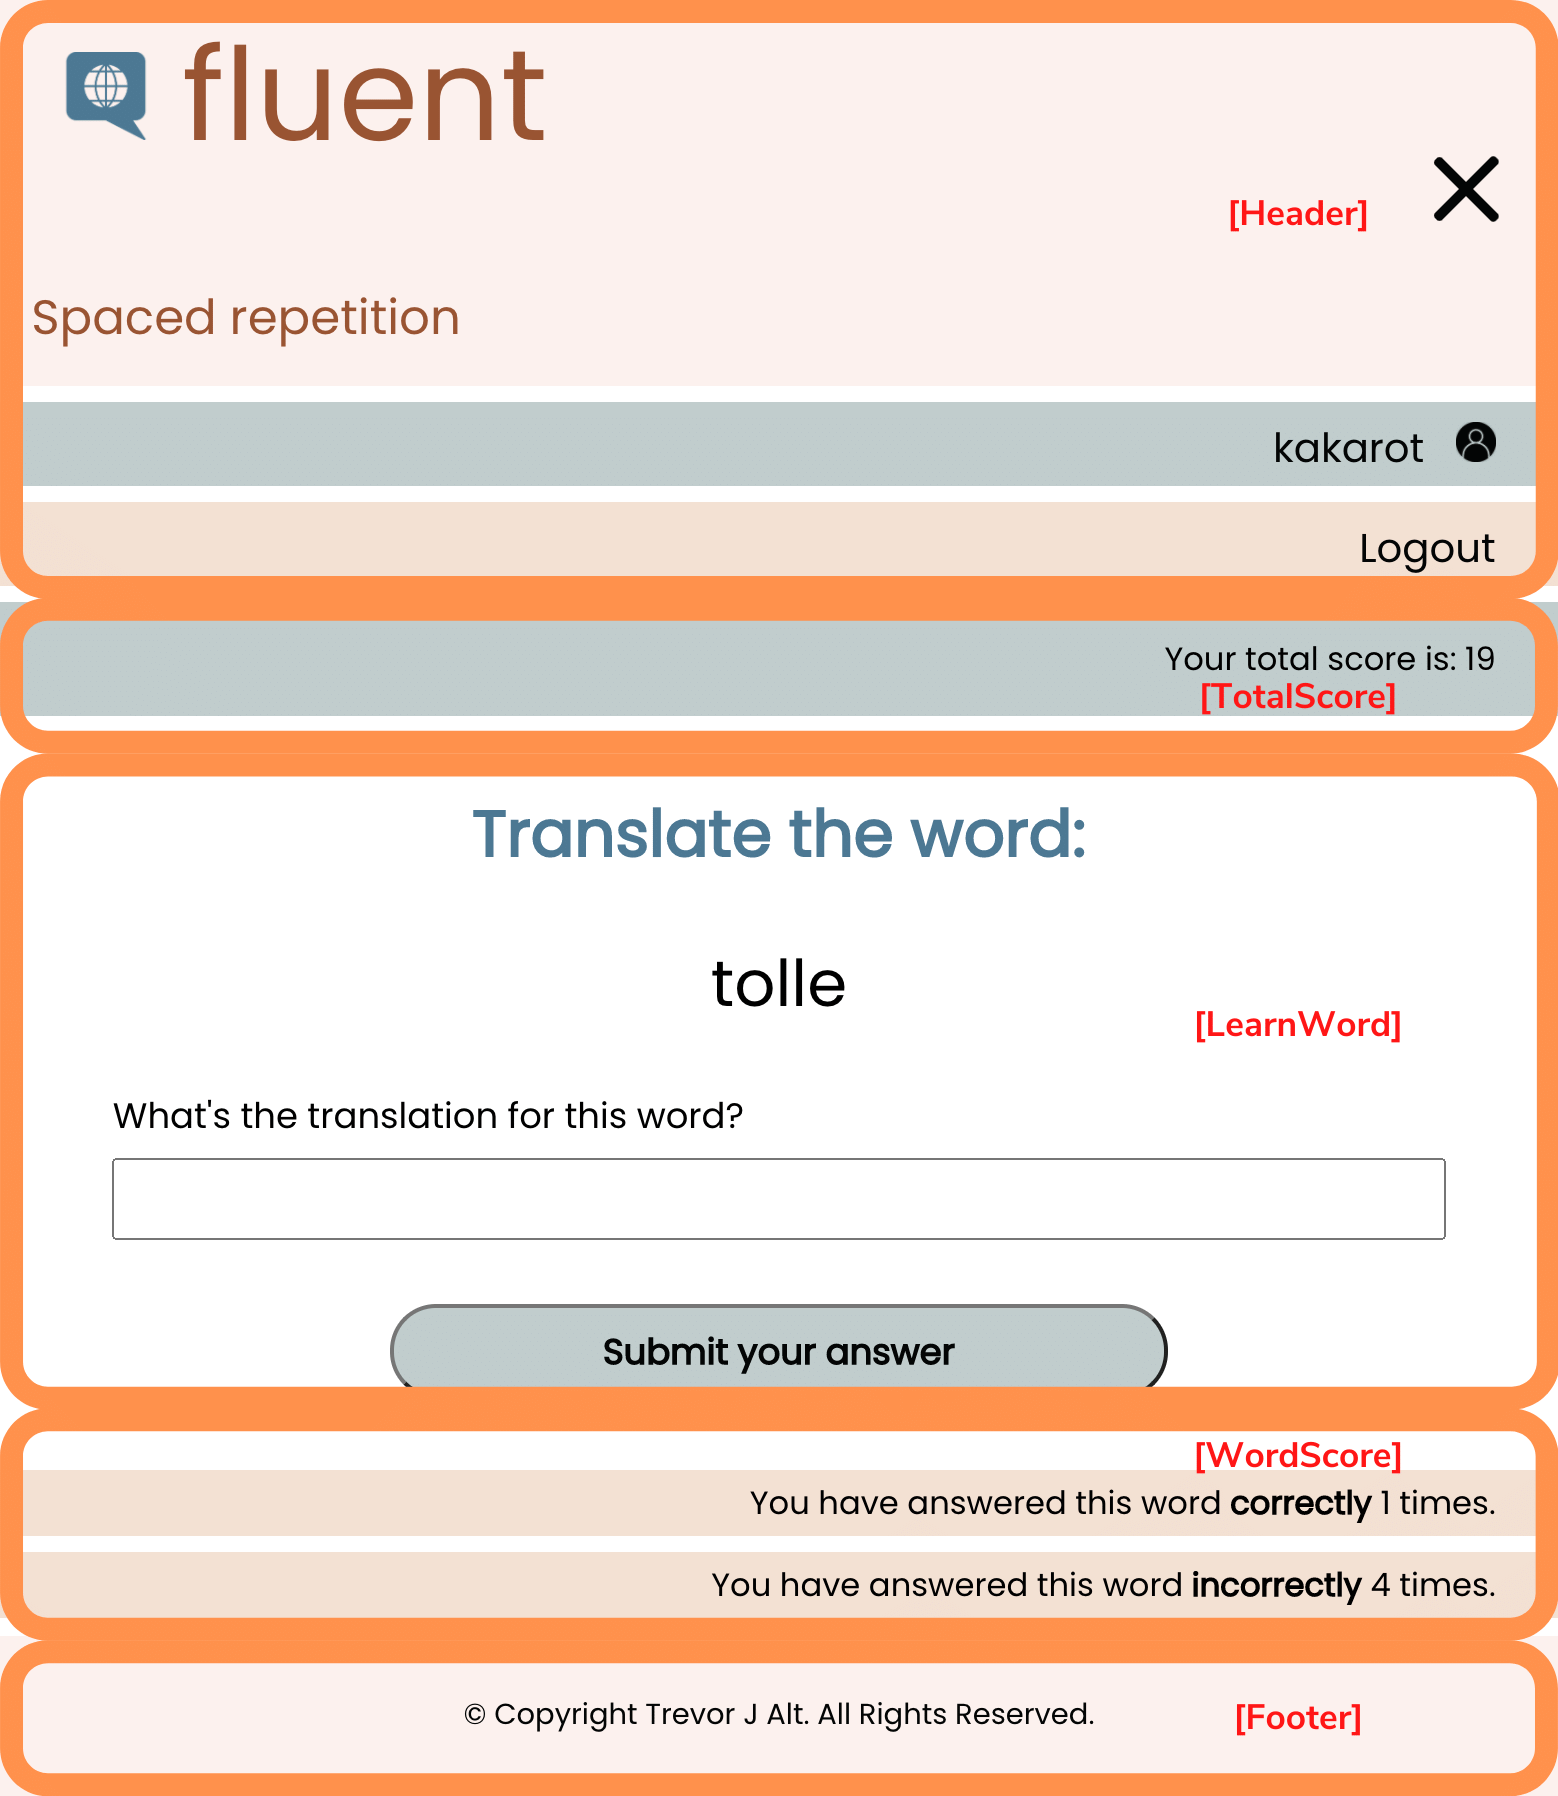 fluent
[Header]
Spaced repetition
kakarot
Logout
Your total score is: 19
[TotalScore]
Translate the word:
tolle
[LearnWord]
What's the translation for this word?
Submit your answer
[WordScore]
You have answered this word correctly 1 times.
You have answered this word incorrectly 4 times.
© Copyright Trevor J Alt. All Rights Reserved. [Footer]